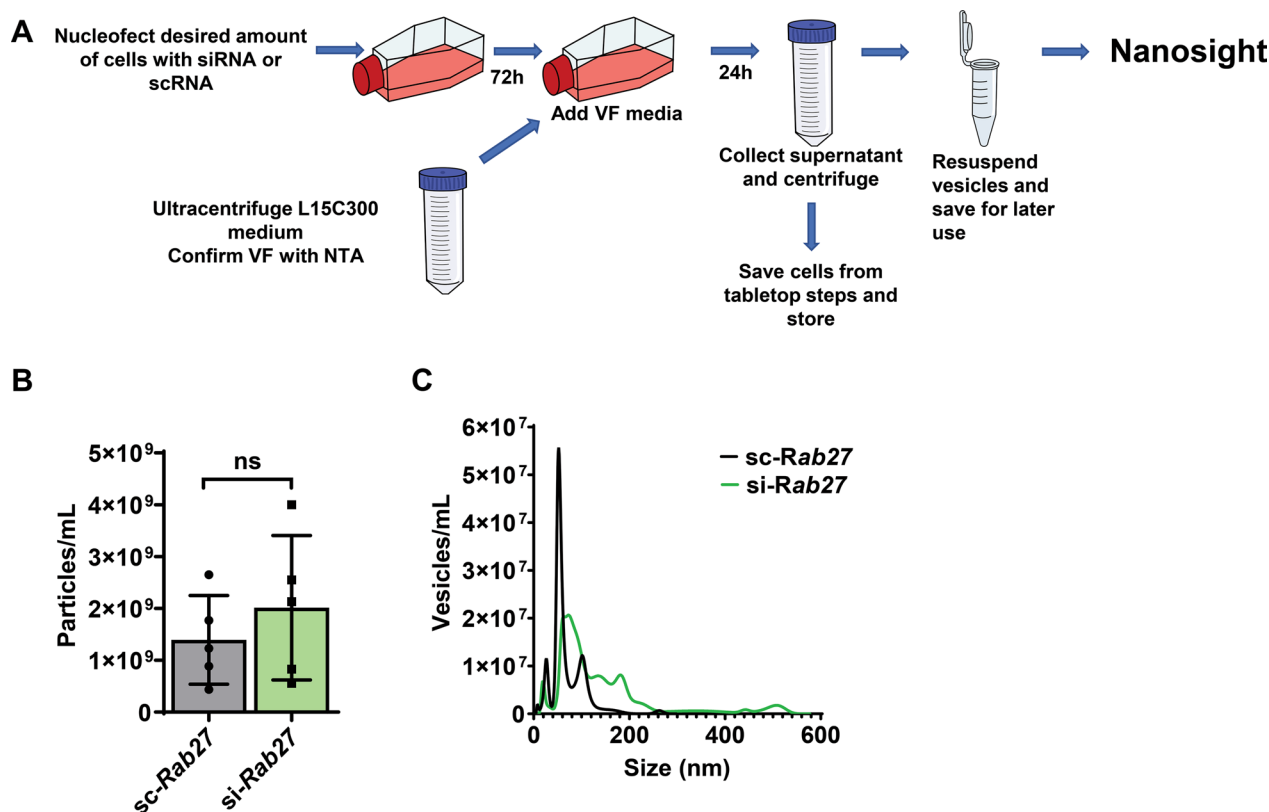 A
Nucleofect desired amount
of cells with siRNA or
scRNA
72h
Add VF media
24h
Collect supernatant
and centrifuge
Resuspend
vesicles and
save for later
use
Nanosight
Ultracentrifuge L15C300
medium
Confirm VF with NTA
Save cells from
tabletop steps and
store
B
Particles/mL
5×10⁹
4×10⁹
3×10⁹
2×10⁹
1×10⁹
0
ns
sc-Rab27
si-Rab27
C
Vesicles/mL
6×10⁷
5×10⁷
4×10⁷
3×10⁷
2×10⁷
1×10⁷
0
0 200 400 600
Size (nm)
sc-Rab27
si-Rab27